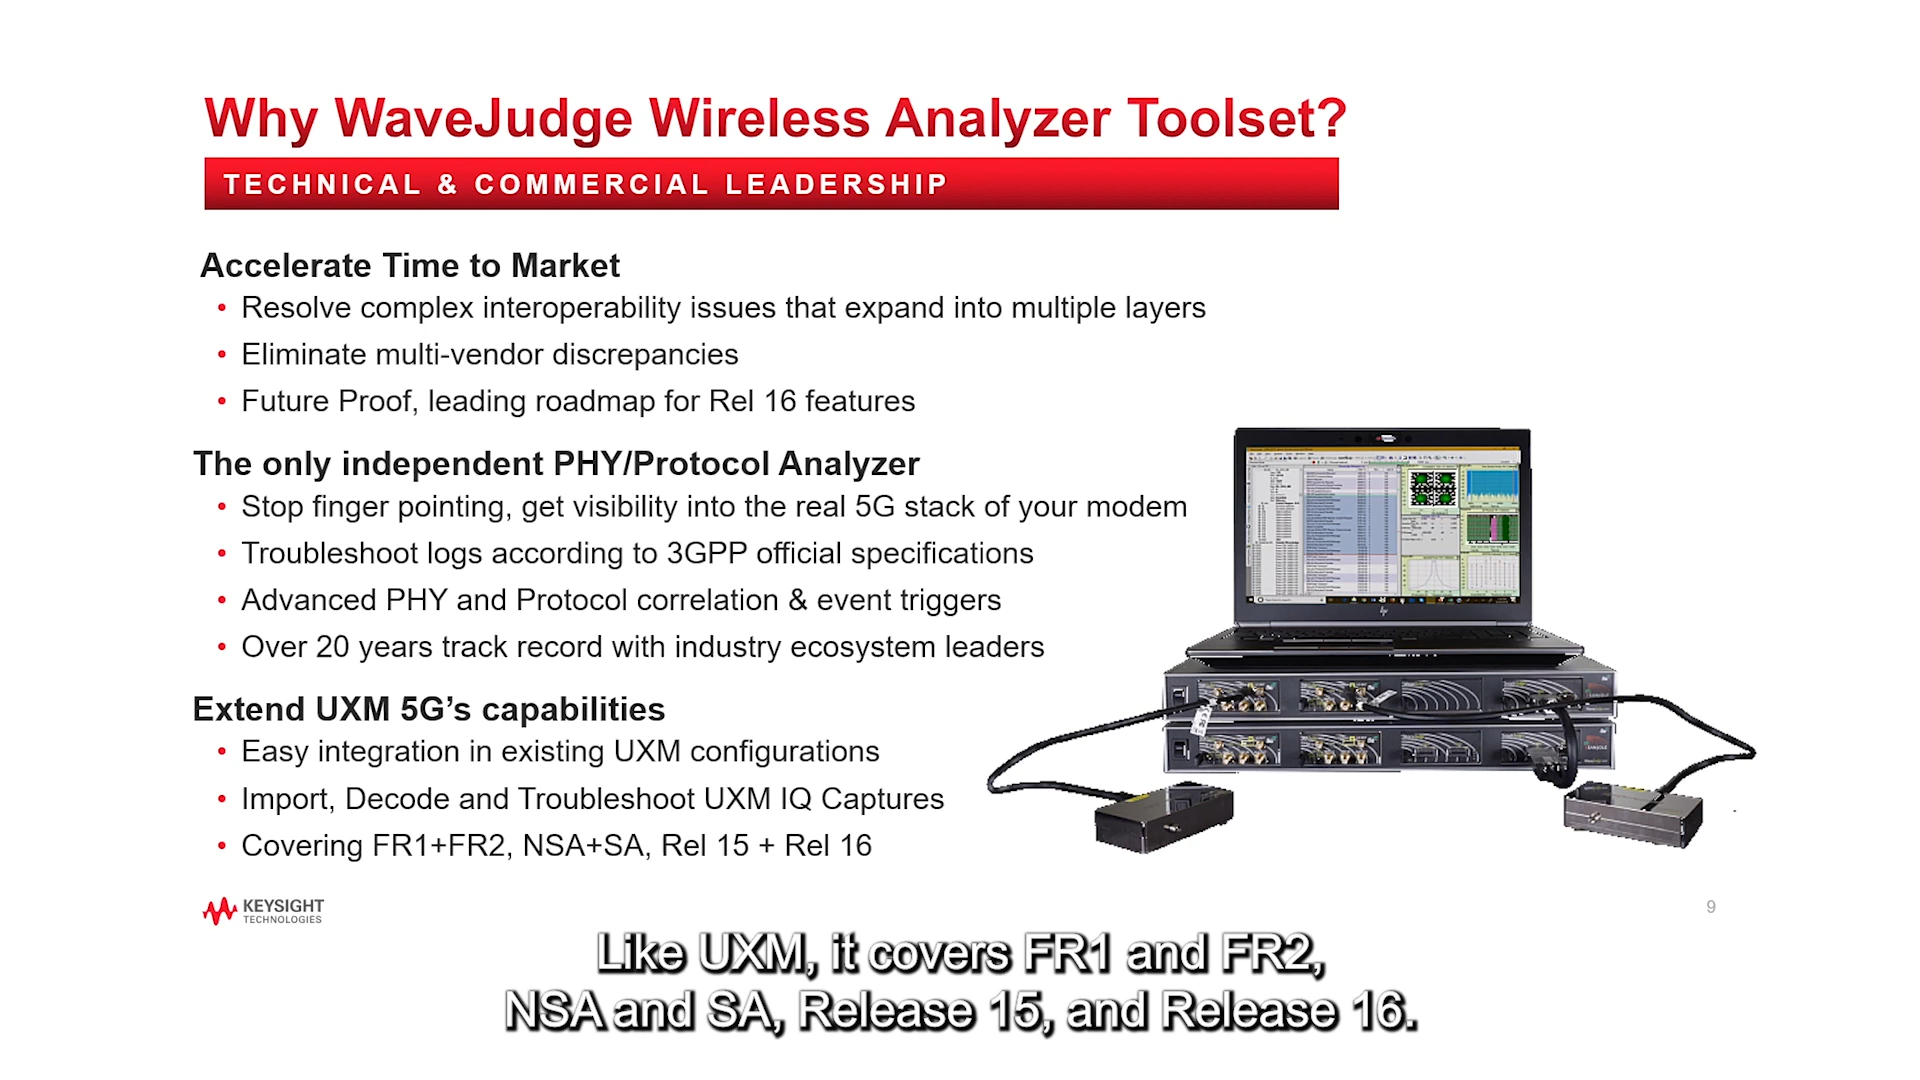 Why WaveJudge Wireless Analyzer Toolset?
TECHNICAL & COMMERCIAL LEADERSHIP
Accelerate Time to Market
• Resolve complex interoperability issues that expand into multiple layers
• Eliminate multi-vendor discrepancies
• Future Proof, leading roadmap for Rel 16 features
The only independent PHY/Protocol Analyzer
• Stop finger pointing, get visibility into the real 5G stack of your modem
• Troubleshoot logs according to 3GPP official specifications
• Advanced PHY and Protocol correlation & event triggers
• Over 20 years track record with industry ecosystem leaders
Extend UXM 5G’s capabilities
• Easy integration in existing UXM configurations
• Import, Decode and Troubleshoot UXM IQ Captures
• Covering FR1+FR2, NSA+SA, Rel 15 + Rel 16
KEYSIGHT
TECHNOLOGIES
9
Like UXM, it covers FR1 and FR2,
NSA and SA, Release 15, and Release 16.